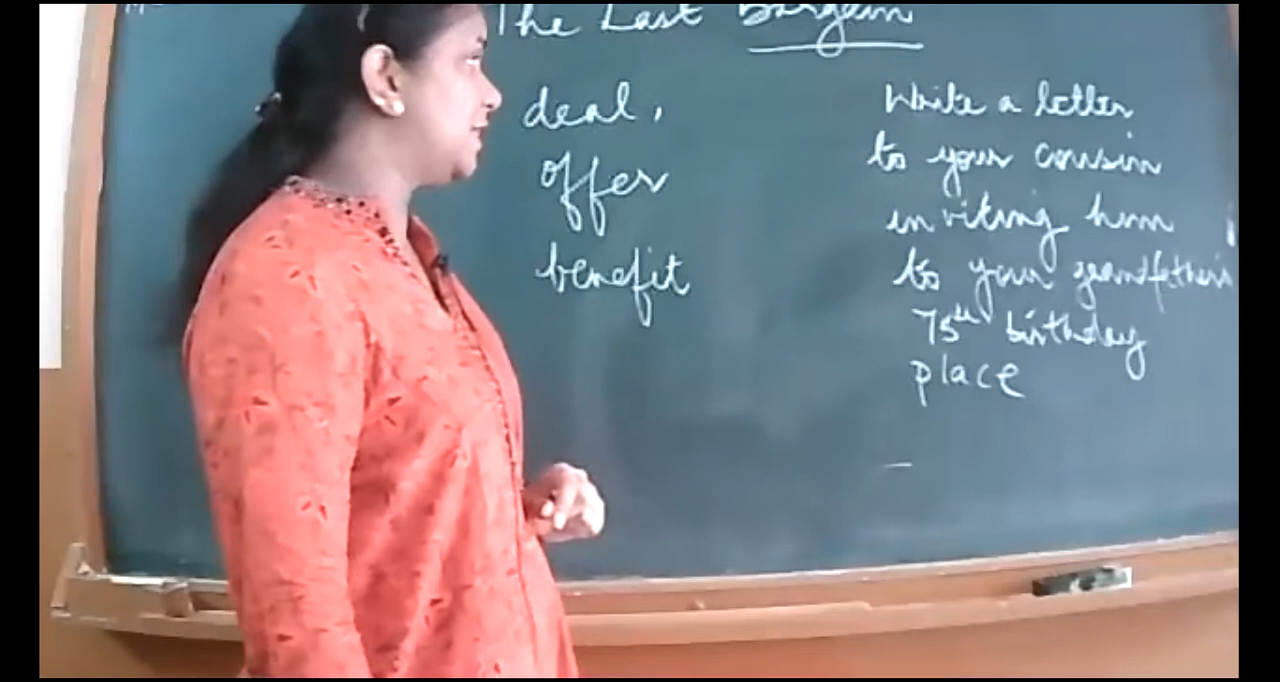 The Last Bargain
deal,
offer
benefit
Write a letter
to your cousin
inviting him
to your grandfather's
75th birthday
place